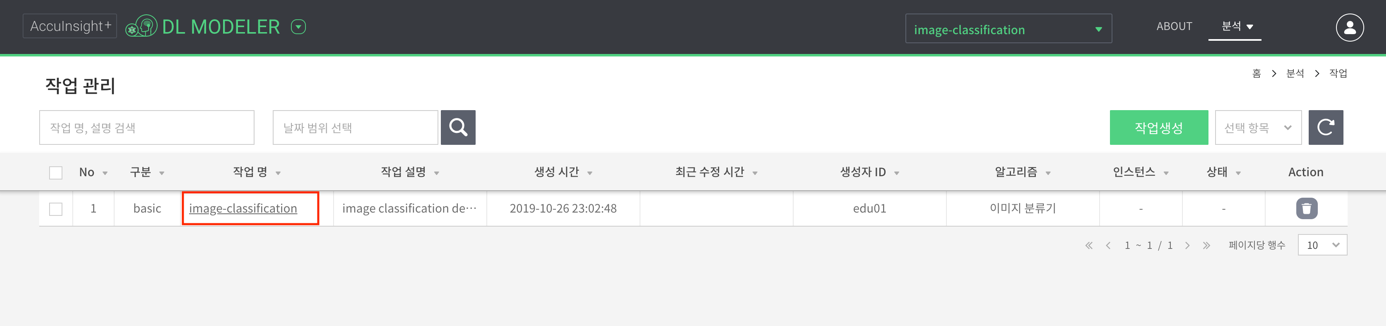 AccuInsight+ DL MODELER image-classification ABOUT 분석
홈 > 분석 > 작업
작업 관리
작업 명, 설명 검색 날짜 범위 선택 작업생성 선택 항목
No 구분 작업 명 작업 설명 생성 시간 최근 수정 시간 생성자 ID 알고리즘 인스턴스 상태 Action
1 basic image-classification image classification de… 2019-10-26 23:02:48 edu01 이미지 분류기 - -
1 ~ 1 / 1 페이지당 행수 10